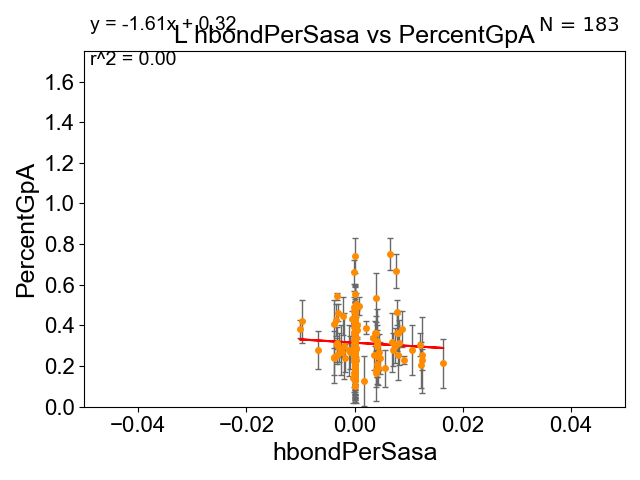 y = -1.61x + 0.32
N = 183
L hbondPerSasa vs PercentGpA
r^2 = 0.00
1.6
1.4
1.2
1.0
0.8
0.6
0.4
0.2
0.0
PercentGpA
−0.04
−0.02
0.00
0.02
0.04
hbondPerSasa